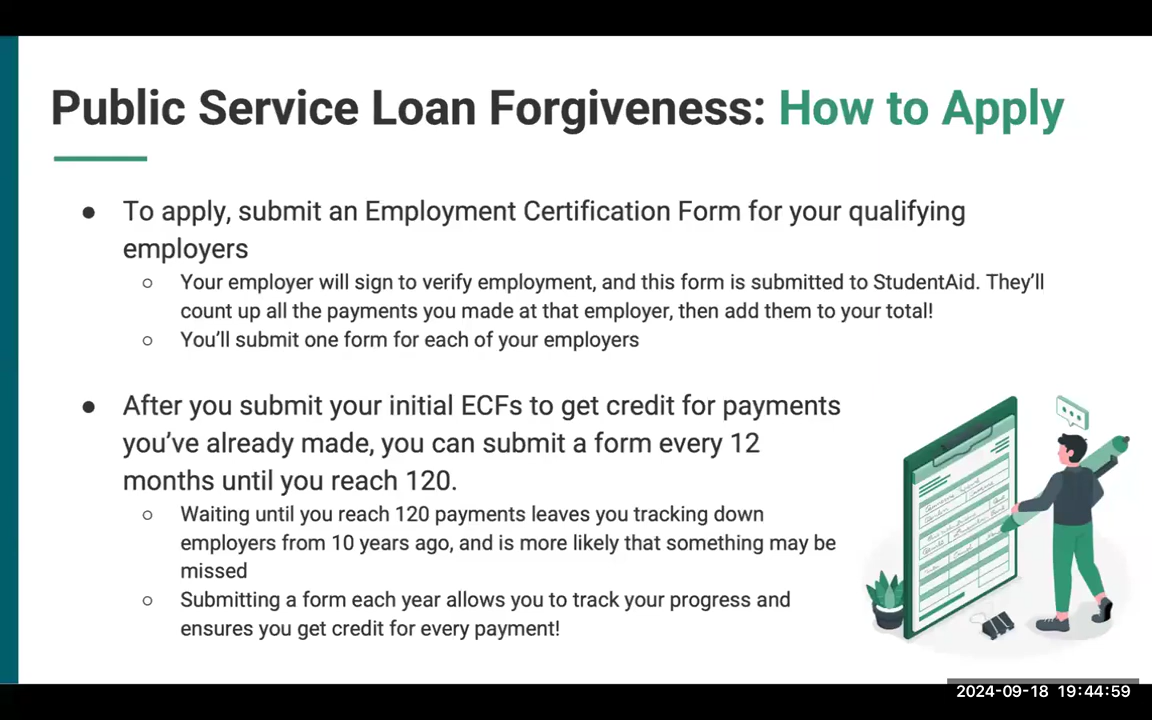 Public Service Loan Forgiveness: How to Apply
● To apply, submit an Employment Certification Form for your qualifying
employers
○ Your employer will sign to verify employment, and this form is submitted to StudentAid. They’ll
count up all the payments you made at that employer, then add them to your total!
○ You’ll submit one form for each of your employers
● After you submit your initial ECFs to get credit for payments
you’ve already made, you can submit a form every 12
months until you reach 120.
○ Waiting until you reach 120 payments leaves you tracking down
employers from 10 years ago, and is more likely that something may be
missed
○ Submitting a form each year allows you to track your progress and
ensures you get credit for every payment!
2024-09-18 19:44:59